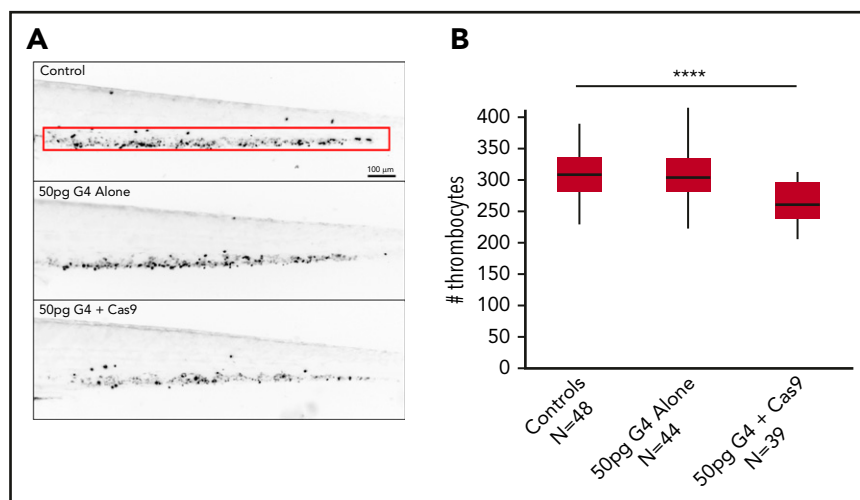 A
Control
100 μm
50pg G4 Alone
50pg G4 + Cas9
B
****
# thrombocytes
400
350
300
250
200
150
100
50
0
Controls
N=48
50pg G4 Alone
N=44
50pg G4 + Cas9
N=39